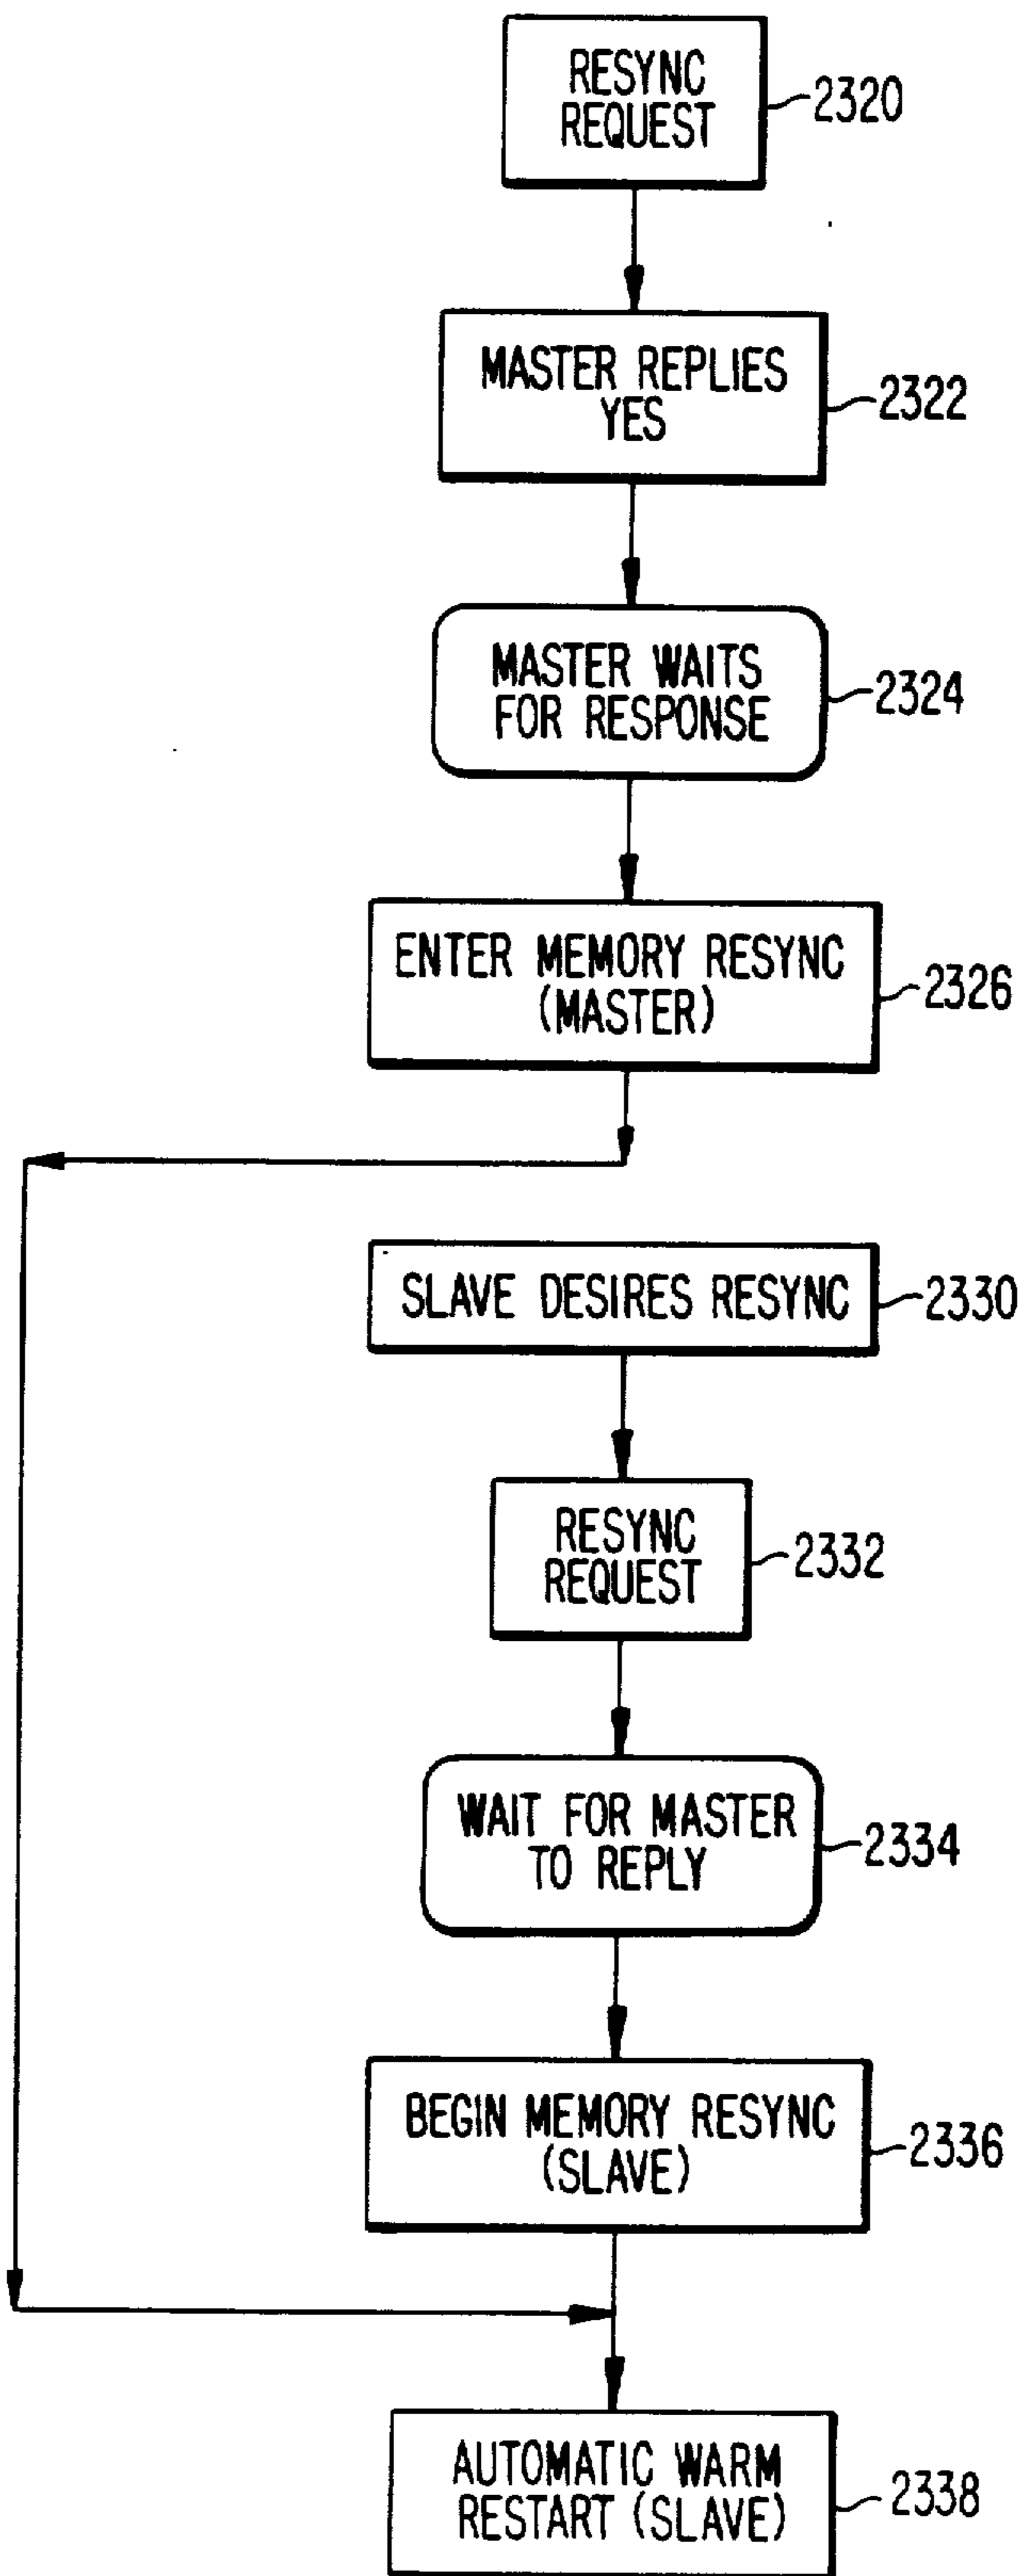 RESYNC
REQUEST
2320
MASTER REPLIES
YES
2322
MASTER WAITS
FOR RESPONSE
2324
ENTER MEMORY RESYNC
(MASTER)
2326
SLAVE DESIRES RESYNC
2330
RESYNC
REQUEST
2332
WAIT FOR MASTER
TO REPLY
2334
BEGIN MEMORY RESYNC
(SLAVE)
2336
AUTOMATIC WARM
RESTART (SLAVE)
2338